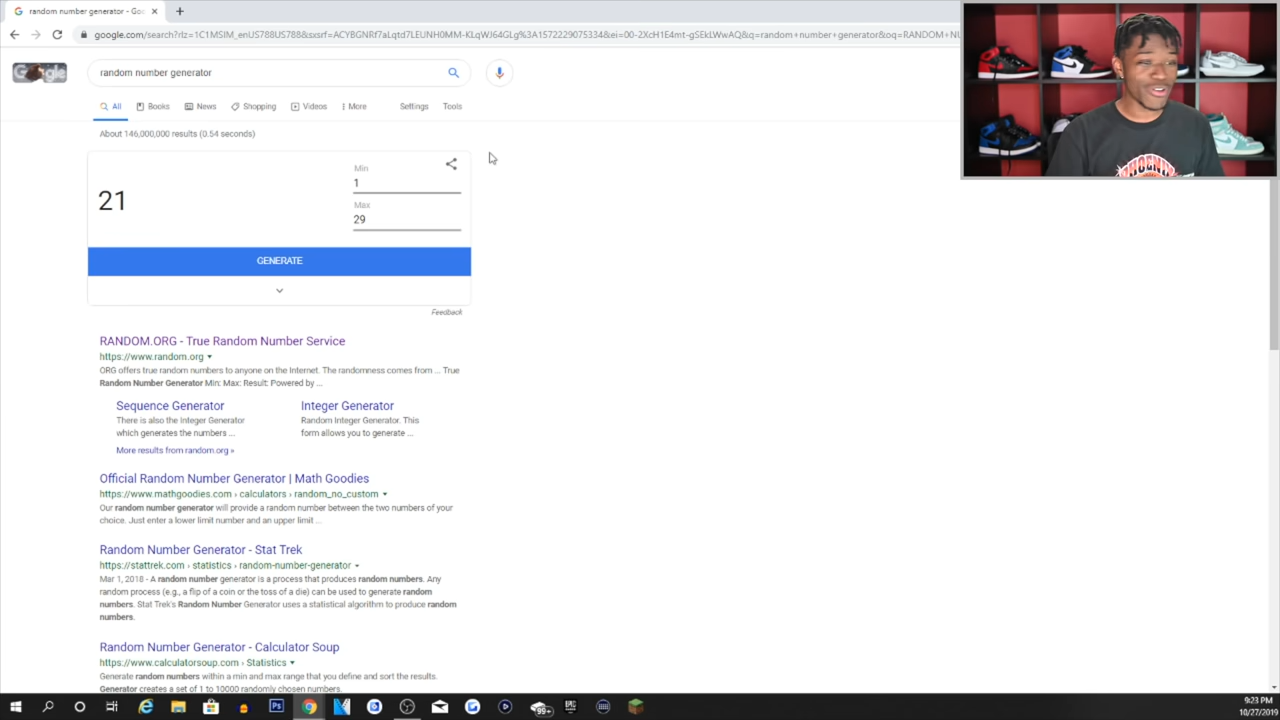 random number generator - Goo
google.com/search?rlz=1C1MSIM_enUS788US788&sxsrf=ACYBGNRf7aLqtd7LEUNH0MM-KLqWJ64GLg%3A1572229075334&ei=00-2XcH1E4mt-gSEkLWwAQ&q=random+number+generator&oq=RANDOM+NU
random number generator
All Books News Shopping Videos More Settings Tools
About 146,000,000 results (0.54 seconds)
Min
1
21
Max
29
GENERATE
Feedback
RANDOM.ORG - True Random Number Service
https://www.random.org
ORG offers true random numbers to anyone on the Internet. The randomness comes from ... True
Random Number Generator Min: Max: Result: Powered by ...
Sequence Generator Integer Generator
There is also the Integer Generator Random Integer Generator. This
which generates the numbers ... form allows you to generate ...
More results from random.org »
Official Random Number Generator | Math Goodies
https://www.mathgoodies.com › calculators › random_no_custom
Our random number generator will provide a random number between the two numbers of your
choice. Just enter a lower limit number and an upper limit ...
Random Number Generator - Stat Trek
https://stattrek.com › statistics › random-number-generator
Mar 1, 2018 - A random number generator is a process that produces random numbers. Any
random process (e.g., a flip of a coin or the toss of a die) can be used to generate random
numbers. Stat Trek's Random Number Generator uses a statistical algorithm to produce random
numbers.
Random Number Generator - Calculator Soup
https://www.calculatorsoup.com › Statistics
Generate random numbers within a min and max range that you define and sort the results.
Generator creates a set of 1 to 10000 randomly chosen numbers.
99+
9:23 PM
10/27/2019